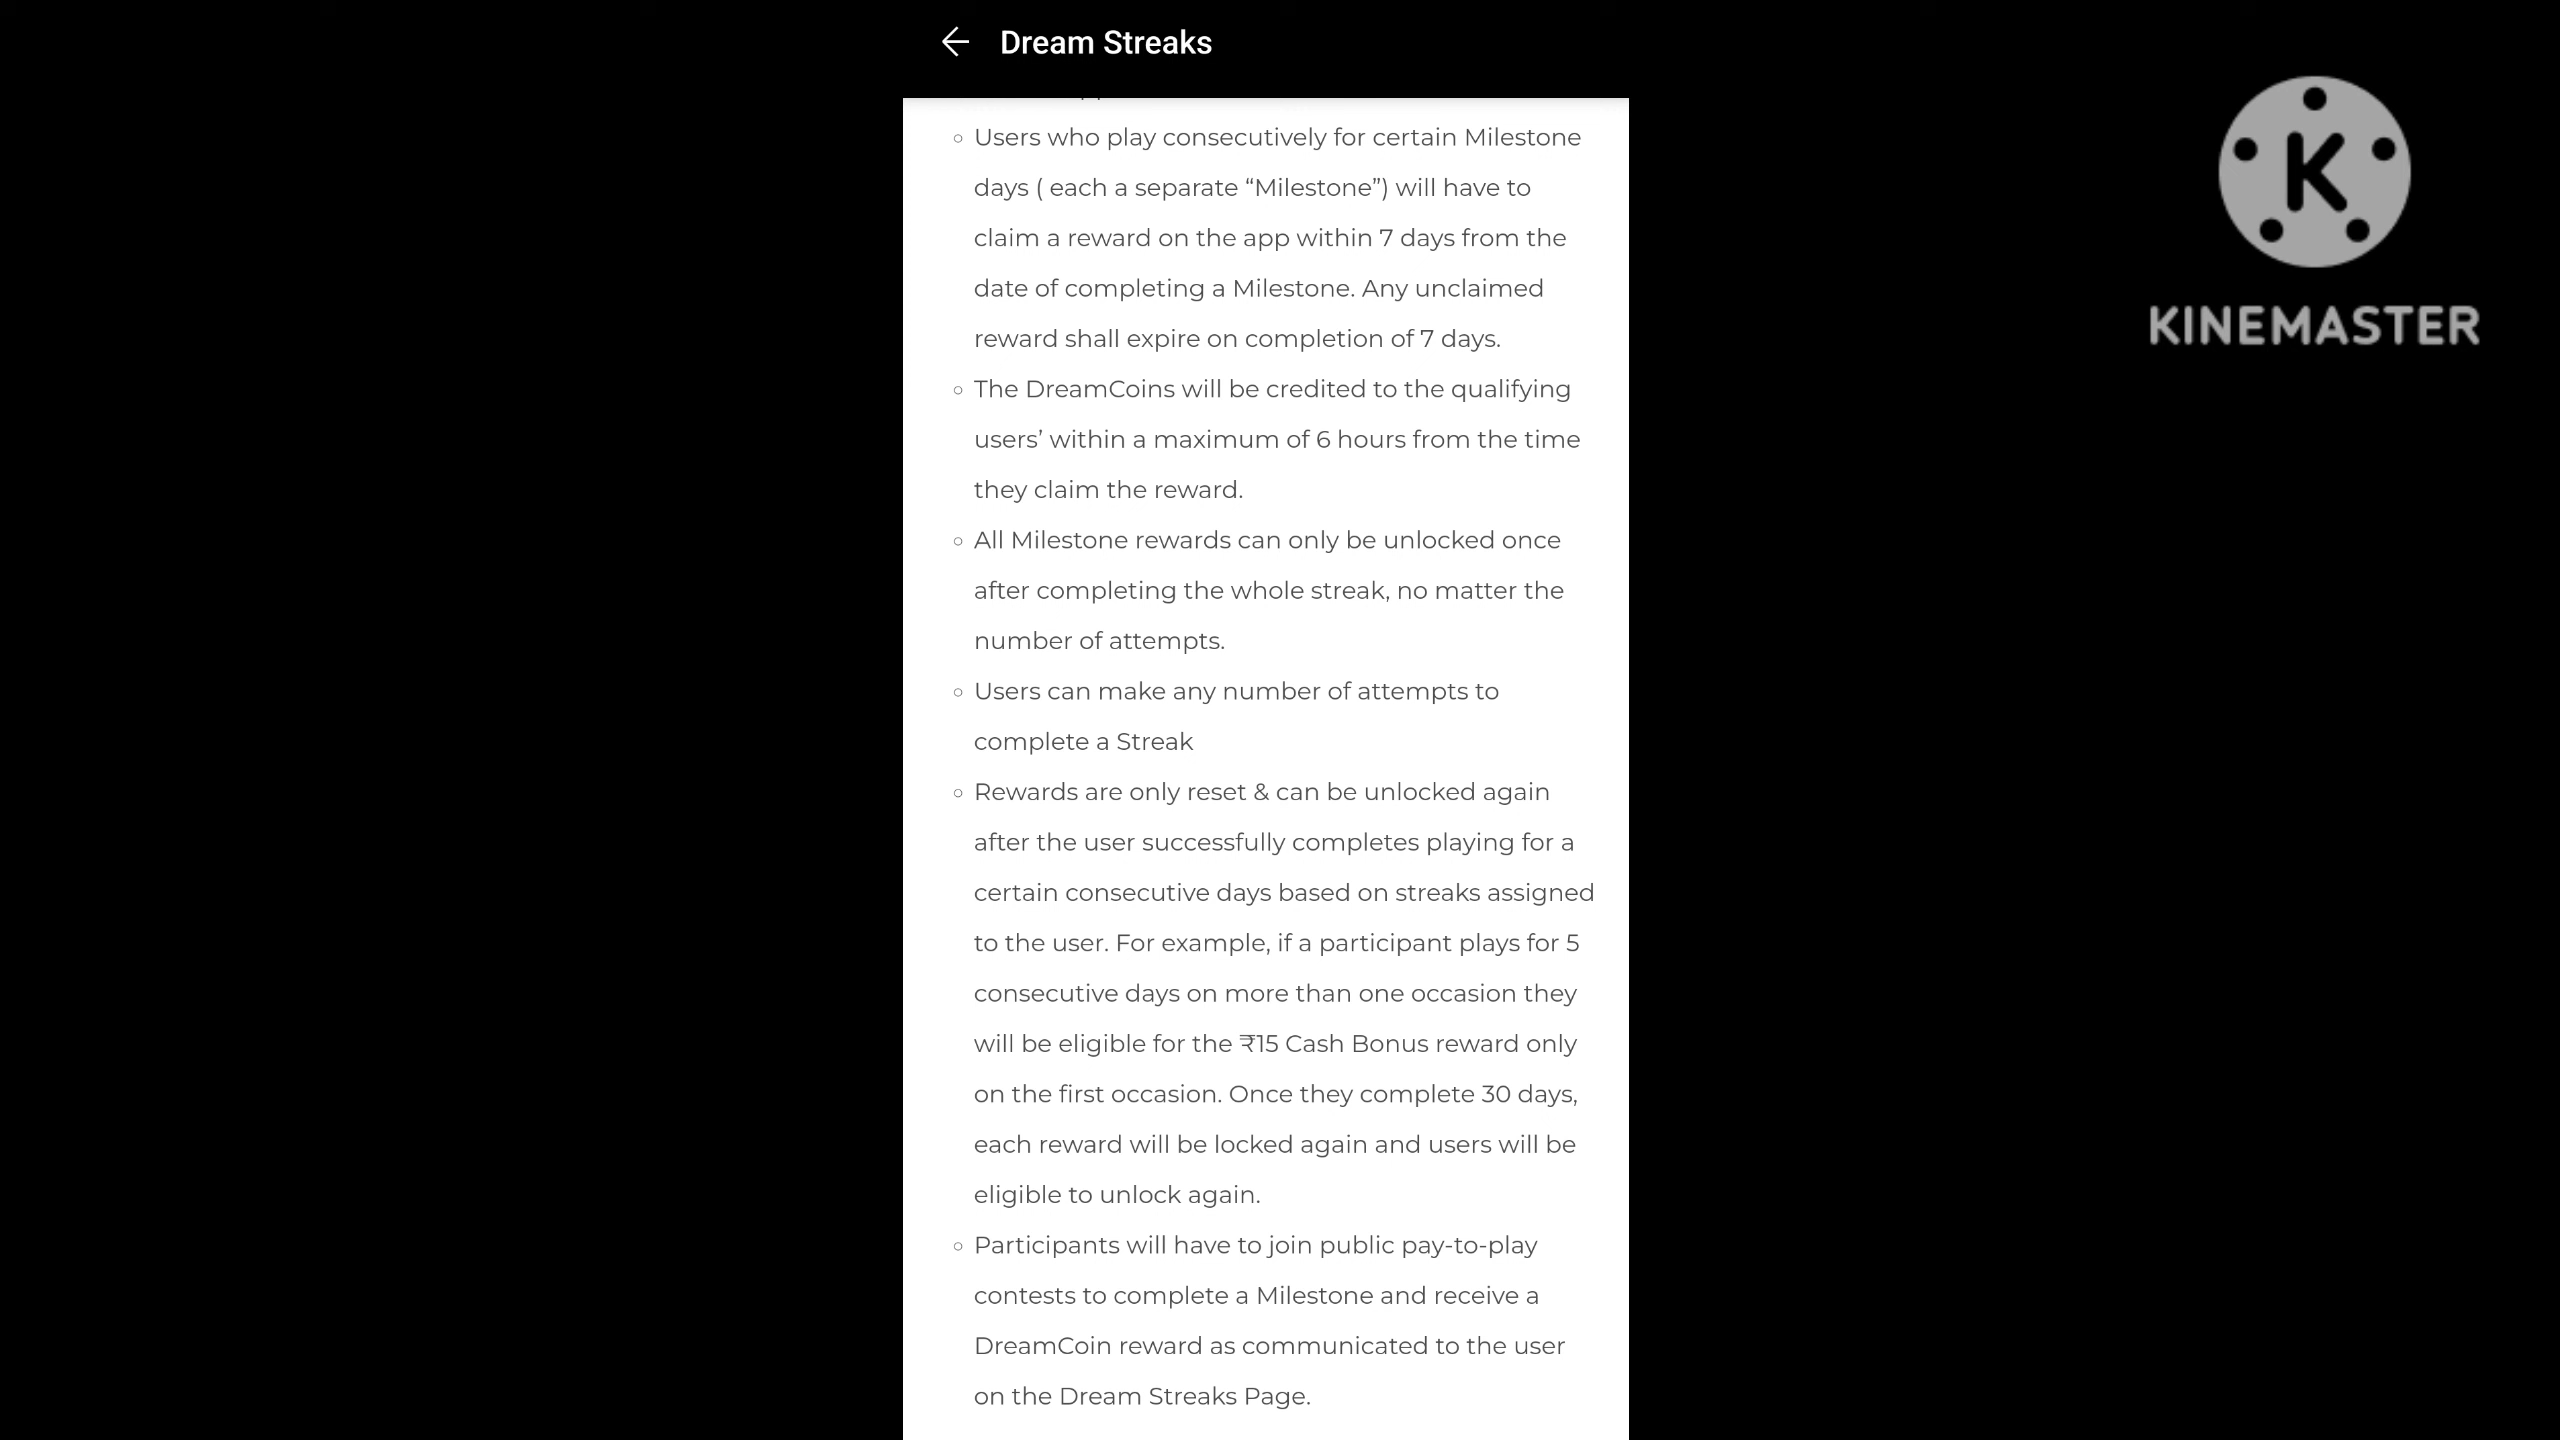 Dream Streaks
Users who play consecutively for certain Milestone
days ( each a separate “Milestone”) will have to
claim a reward on the app within 7 days from the
date of completing a Milestone. Any unclaimed
reward shall expire on completion of 7 days.
The DreamCoins will be credited to the qualifying
users’ within a maximum of 6 hours from the time
they claim the reward.
All Milestone rewards can only be unlocked once
after completing the whole streak, no matter the
number of attempts.
Users can make any number of attempts to
complete a Streak
Rewards are only reset & can be unlocked again
after the user successfully completes playing for a
certain consecutive days based on streaks assigned
to the user. For example, if a participant plays for 5
consecutive days on more than one occasion they
will be eligible for the ₹15 Cash Bonus reward only
on the first occasion. Once they complete 30 days,
each reward will be locked again and users will be
eligible to unlock again.
Participants will have to join public pay-to-play
contests to complete a Milestone and receive a
DreamCoin reward as communicated to the user
on the Dream Streaks Page.
K
KINEMASTER